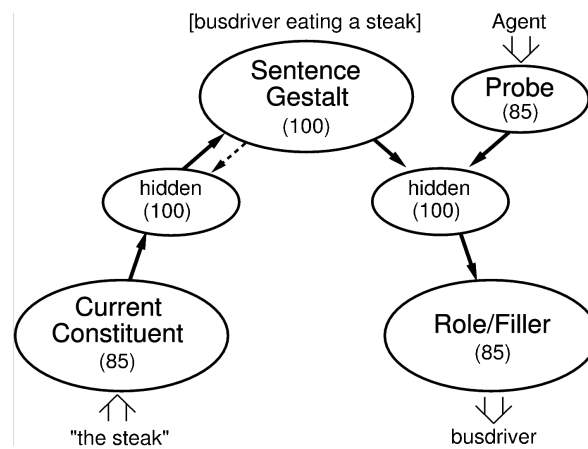 [busdriver eating a steak]
Agent
Sentence
Gestalt
(100)
Probe
(85)
hidden
(100)
hidden
(100)
Current
Constituent
(85)
Role/Filler
(85)
"the steak"
busdriver